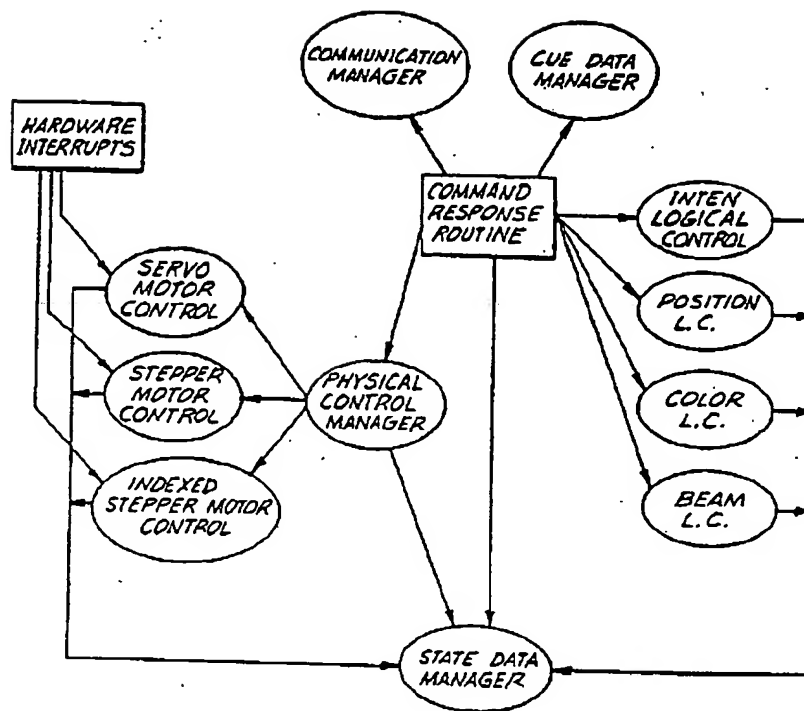 COMMUNICATION
MANAGER
CUE DATA
MANAGER
HARDWARE
INTERRUPTS
COMMAND
RESPONSE
ROUTINE
INTEN
LOGICAL
CONTROL
SERVO
MOTOR
CONTROL
POSITION
L.C.
STEPPER
MOTOR
CONTROL
PHYSICAL
CONTROL
MANAGER
COLOR
L.C.
INDEXED
STEPPER MOTOR
CONTROL
BEAM
L.C.
STATE DATA
MANAGER